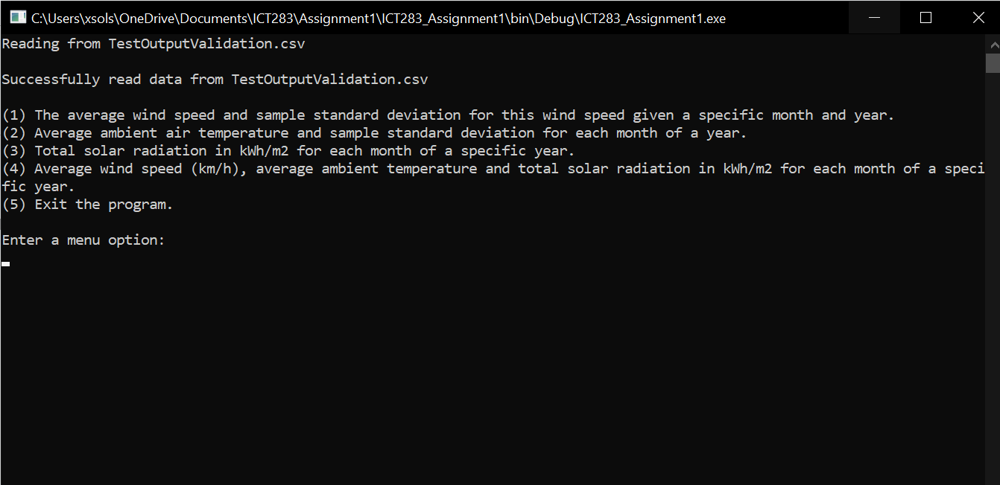 C:\Users\xsols\OneDrive\Documents\ICT283\Assignment1\ICT283_Assignment1\bin\Debug\ICT283_Assignment1.exe
Reading from TestOutputValidation.csv
Successfully read data from TestOutputValidation.csv
(1) The average wind speed and sample standard deviation for this wind speed given a specific month and year.
(2) Average ambient air temperature and sample standard deviation for each month of a year.
(3) Total solar radiation in kWh/m2 for each month of a specific year.
(4) Average wind speed (km/h), average ambient temperature and total solar radiation in kWh/m2 for each month of a speci
fic year.
(5) Exit the program.
Enter a menu option: